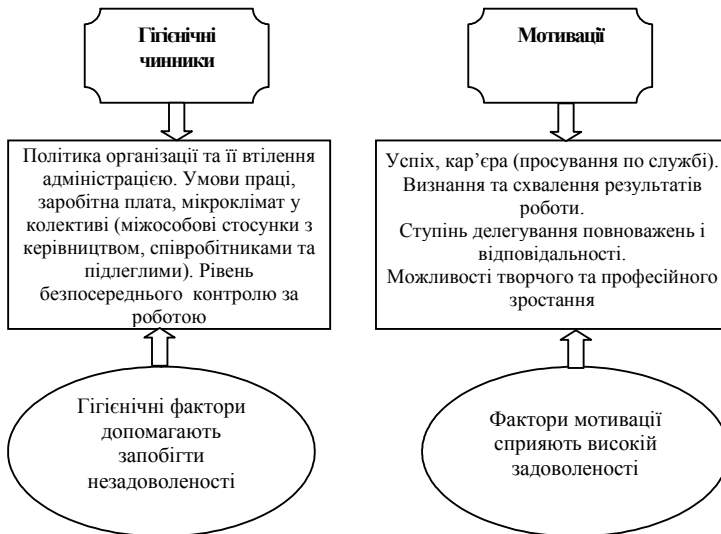 Гігієнічні
чинники
Політика організації та її втілення
адміністрацією. Умови праці,
заробітна плата, мікроклімат у
колективі (міжособові стосунки з
керівництвом, співробітниками та
підлеглими). Рівень
безпосереднього контролю за
роботою
Гігієнічні фактори
допомагають
запобігти
незадоволеності
Мотивації
Успіх, кар’єра (просування по службі).
Визнання та схвалення результатів
роботи.
Ступінь делегування повноважень і
відповідальності.
Можливості творчого та професійного
зростання
Фактори мотивації
сприяють високій
задоволеності